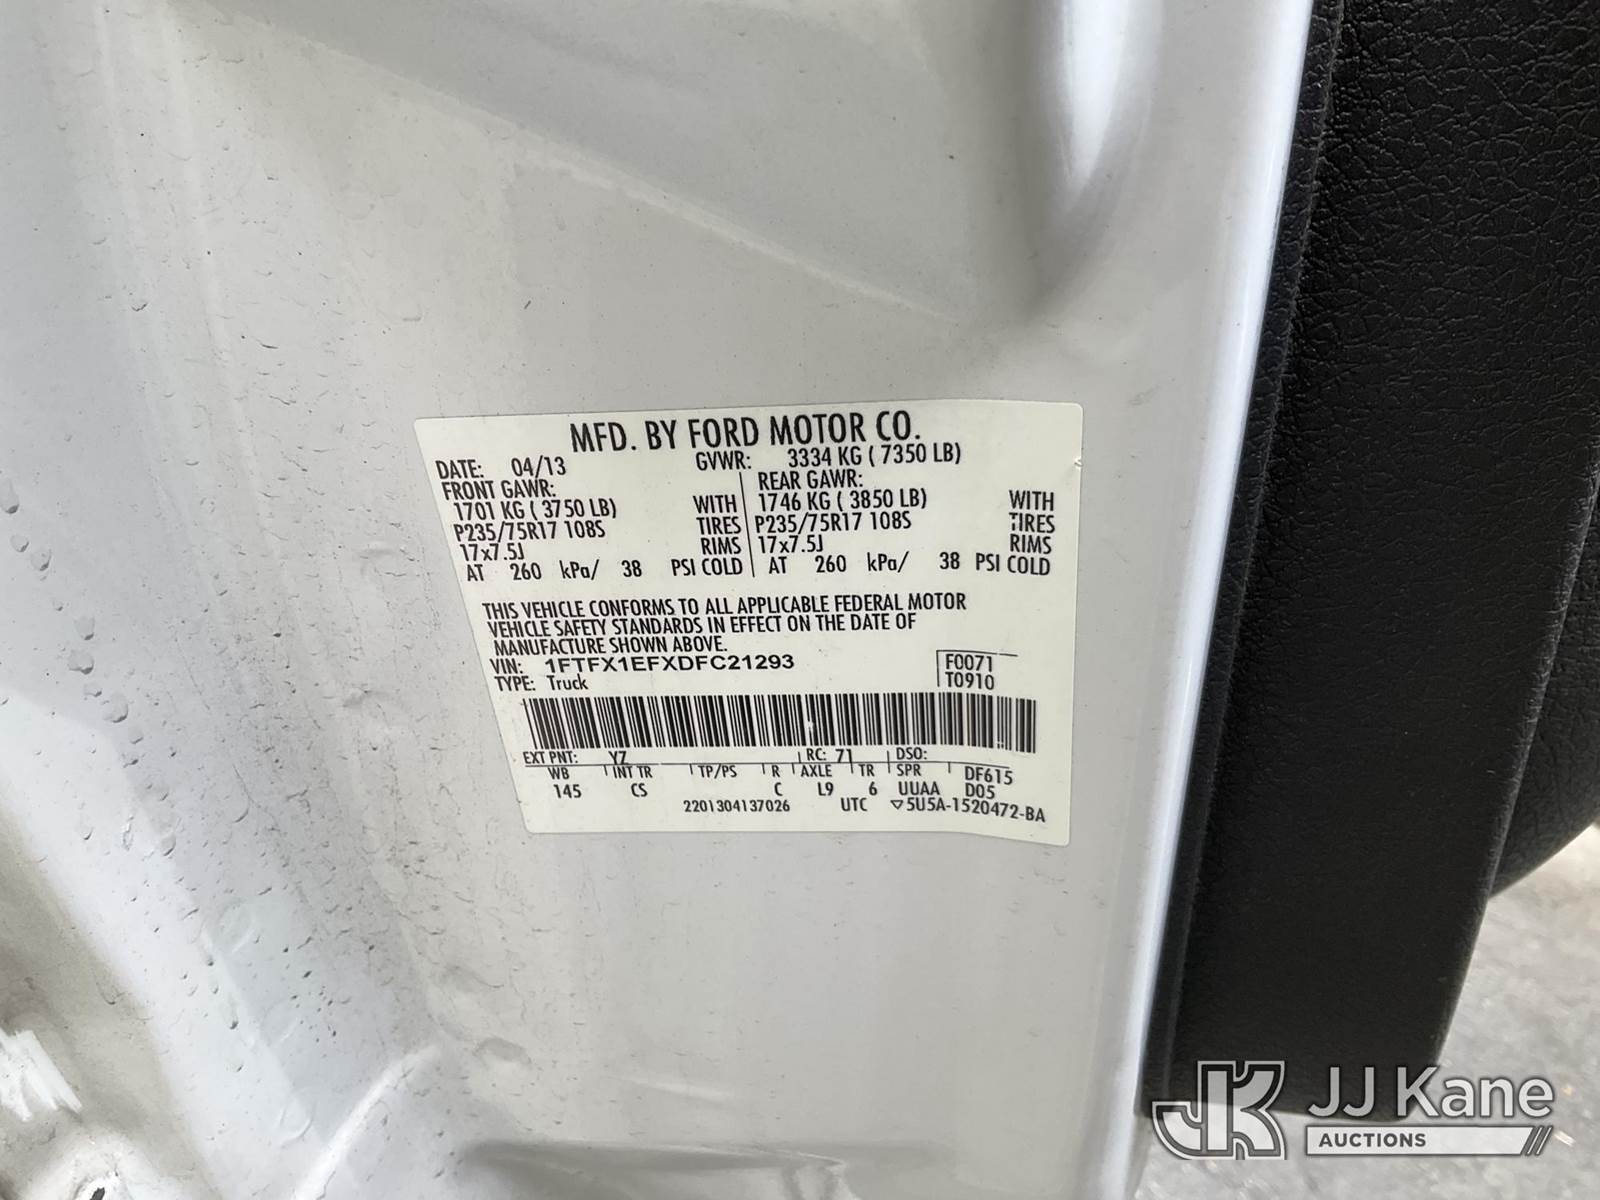 MFD. BY FORD MOTOR CO.
DATE: 04/13 GVWR: 3334 KG ( 7350 LB)
FRONT GAWR: REAR GAWR:
1701 KG ( 3750 LB) WITH 1746 KG ( 3850 LB) WITH
P235/75R17 108S TIRES P235/75R17 108S TIRES
17x7.5J RIMS 17x7.5J RIMS
AT 260 kPa/ 38 PSI COLD AT 260 kPa/ 38 PSI COLD
THIS VEHICLE CONFORMS TO ALL APPLICABLE FEDERAL MOTOR
VEHICLE SAFETY STANDARDS IN EFFECT ON THE DATE OF
MANUFACTURE SHOWN ABOVE.
VIN: 1FTFX1EFXDFC21293 F0071
TYPE: Truck T0910
EXT PNT: YZ RC: 71 DSO:
WB INT TR TP/PS R AXLE TR SPR DF615
145 CS C L9 6 UUAA D05
2201304137026 UTC ▽5U5A-1520472-BA
JK JJ Kane
AUCTIONS